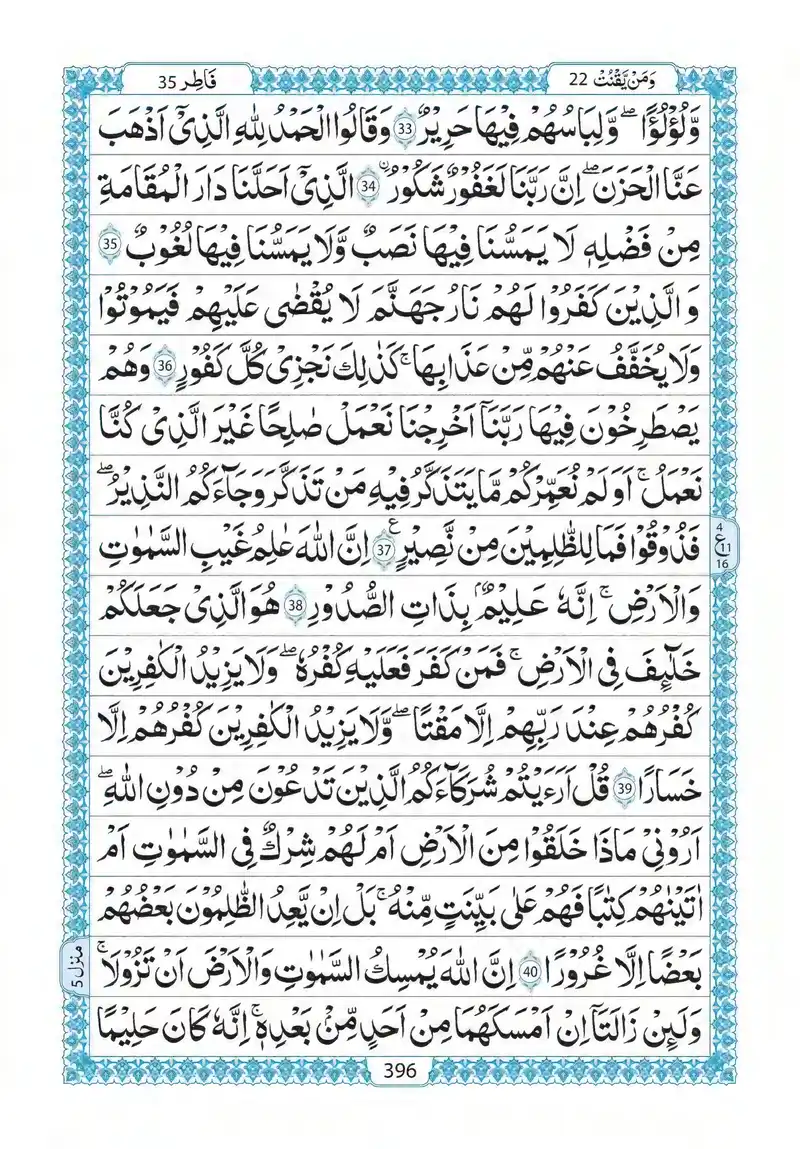 وَمَنْ يَّقْنُتْ 22
فَاطِر 35
وَّلُؤْلُؤًا ۖ وَّلِبَاسُهُمْ فِيْهَا حَرِيْرٌ 33 وَقَالُوا الْحَمْدُ لِلّٰهِ الَّذِيْٓ اَذْهَبَ
عَنَّا الْحَزَنَ ۖ اِنَّ رَبَّنَا لَغَفُوْرٌ شَكُوْرُ ۨ 34 الَّذِيْٓ اَحَلَّنَا دَارَ الْمُقَامَةِ
مِنْ فَضْلِهٖ لَا يَمَسُّنَا فِيْهَا نَصَبٌ وَّلَا يَمَسُّنَا فِيْهَا لُغُوْبٌ 35
وَالَّذِيْنَ كَفَرُوْا لَهُمْ نَارُ جَهَنَّمَ لَا يُقْضٰى عَلَيْهِمْ فَيَمُوْتُوْا
وَلَا يُخَفَّفُ عَنْهُمْ مِّنْ عَذَابِهَا ۚ كَذٰلِكَ نَجْزِيْ كُلَّ كَفُوْرٍ 36 وَهُمْ
يَصْطَرِخُوْنَ فِيْهَا رَبَّنَآ اَخْرِجْنَا نَعْمَلْ صٰلِحًا غَيْرَ الَّذِيْ كُنَّا
نَعْمَلُ ۚ اَوَلَمْ نُعَمِّرْكُمْ مَّا يَتَذَكَّرُ فِيْهِ مَنْ تَذَكَّرَ وَجَآءَكُمُ النَّذِيْرُ ۖ
فَذُوْقُوْا فَمَا لِلظّٰلِمِيْنَ مِنْ نَّصِيْرٍ ع 37 اِنَّ اللّٰهَ عٰلِمُ غَيْبِ السَّمٰوٰتِ
4
ع 11
16
وَالْاَرْضِ ۚ اِنَّهٗ عَلِيْمٌۢ بِذَاتِ الصُّدُوْرِ 38 هُوَ الَّذِيْ جَعَلَكُمْ
خَلٰٓئِفَ فِي الْاَرْضِ ۚ فَمَنْ كَفَرَ فَعَلَيْهِ كُفْرُهٗ ۖ وَلَا يَزِيْدُ الْكٰفِرِيْنَ
كُفْرُهُمْ عِنْدَ رَبِّهِمْ اِلَّا مَقْتًا ۖ وَّلَا يَزِيْدُ الْكٰفِرِيْنَ كُفْرُهُمْ اِلَّا
خَسَارًا 39 قُلْ اَرَءَيْتُمْ شُرَكَآءَكُمُ الَّذِيْنَ تَدْعُوْنَ مِنْ دُوْنِ اللّٰهِ ۖ
اَرُوْنِيْ مَاذَا خَلَقُوْا مِنَ الْاَرْضِ اَمْ لَهُمْ شِرْكٌ فِي السَّمٰوٰتِ اَمْ
اٰتَيْنٰهُمْ كِتٰبًا فَهُمْ عَلٰى بَيِّنَتٍ مِّنْهُ ۚ بَلْ اِنْ يَّعِدُ الظّٰلِمُوْنَ بَعْضُهُمْ
بَعْضًا اِلَّا غُرُوْرًا 40 اِنَّ اللّٰهَ يُمْسِكُ السَّمٰوٰتِ وَالْاَرْضَ اَنْ تَزُوْلَا ۚ
منزل 5
وَلَىِٕنْ زَالَتَآ اِنْ اَمْسَكَهُمَا مِنْ اَحَدٍ مِّنْۢ بَعْدِهٖ ۚ اِنَّهٗ كَانَ حَلِيْمًا
396